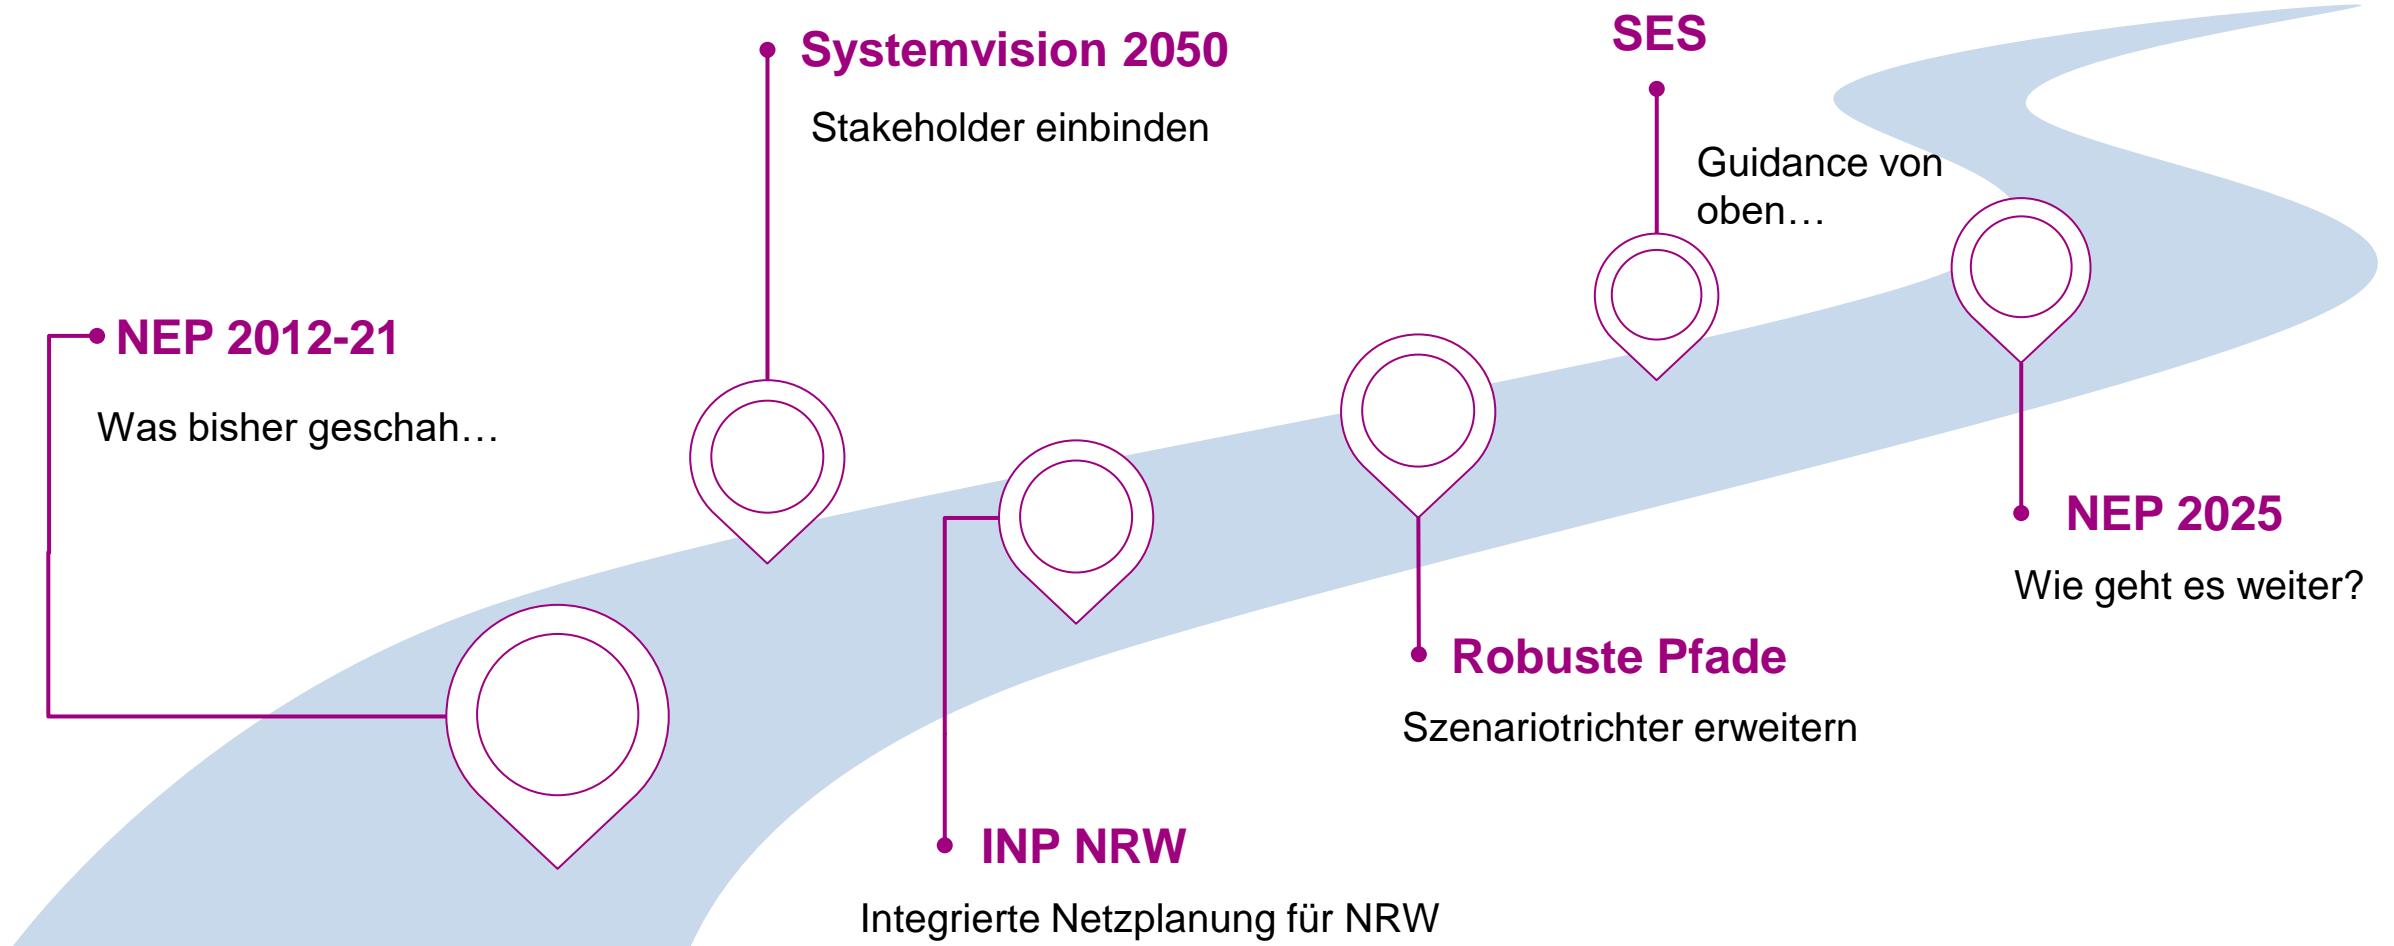 NEP 2012-21
Was bisher geschah…
Systemvision 2050
Stakeholder einbinden
INP NRW
Integrierte Netzplanung für NRW
Robuste Pfade
Szenariotrichter erweitern
SES
Guidance von
oben…
NEP 2025
Wie geht es weiter?